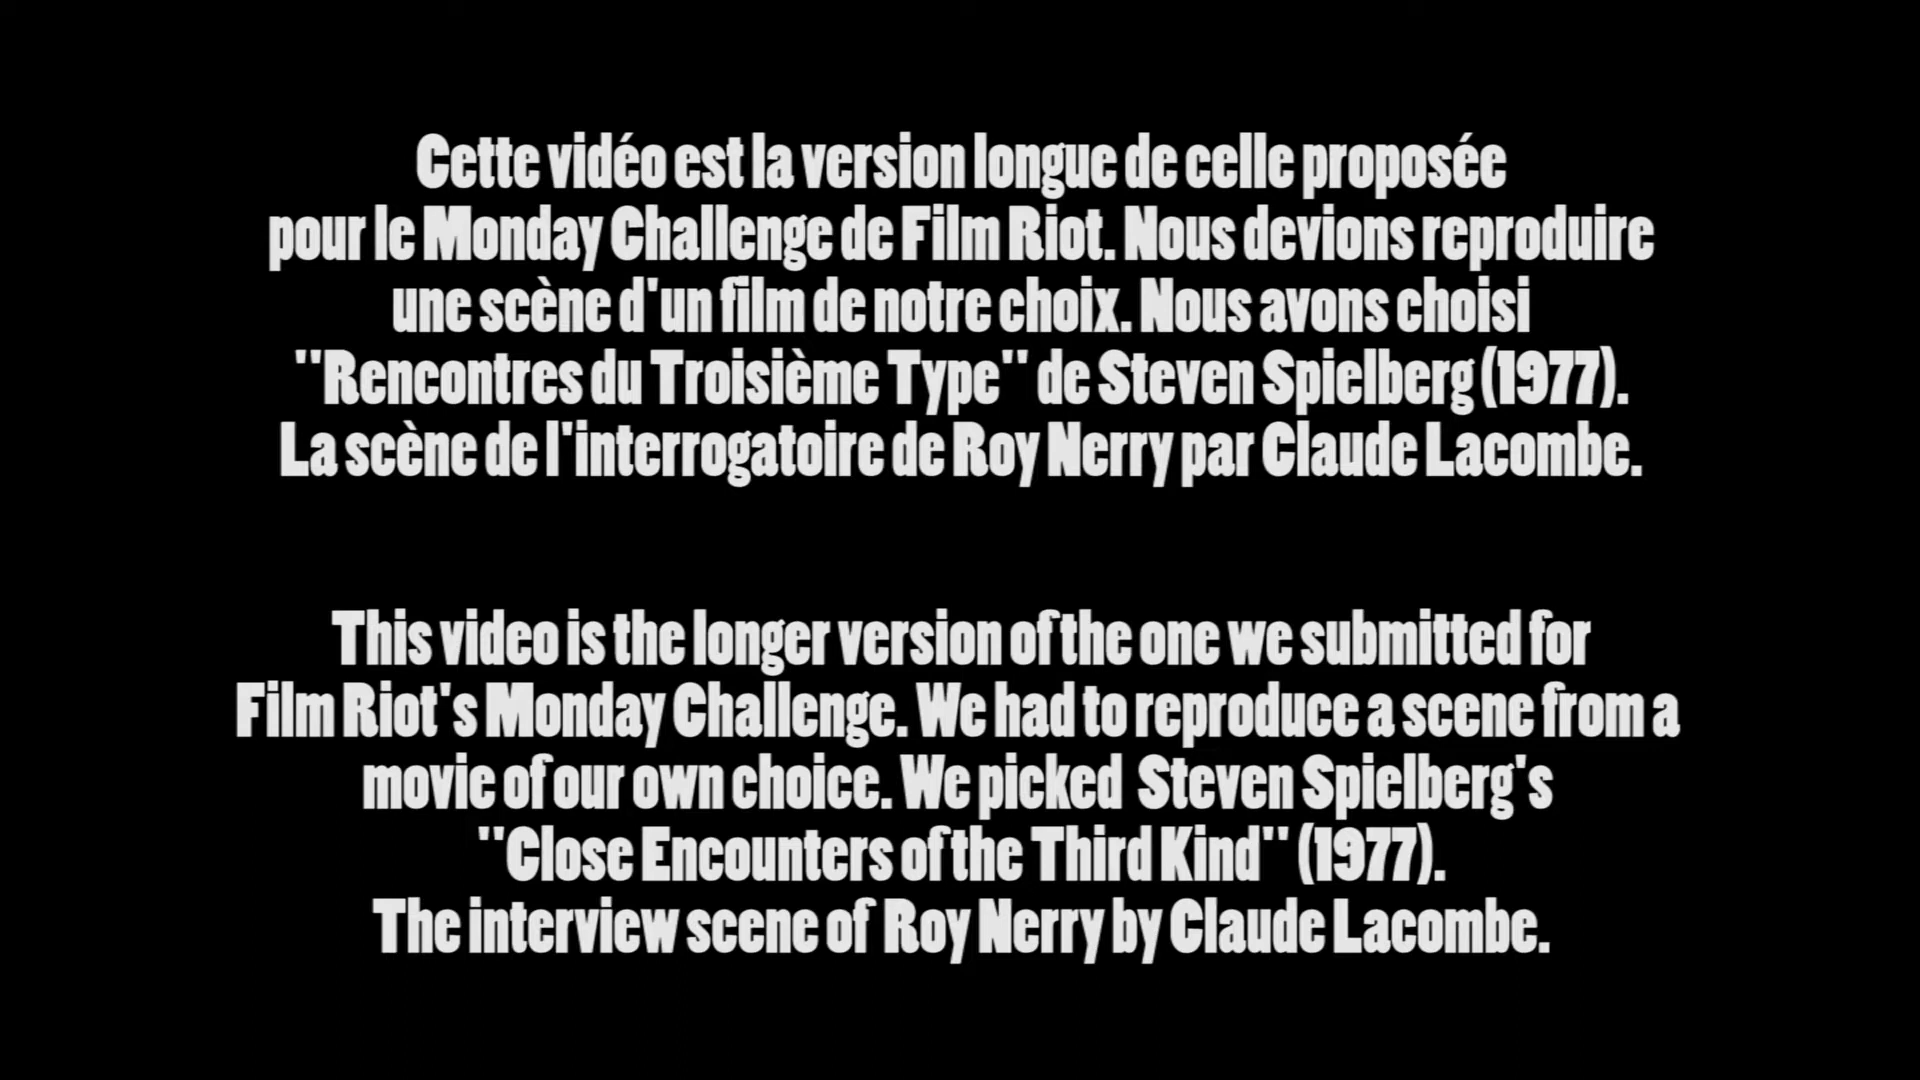 Cette vidéo est la version longue de celle proposée
pour le Monday Challenge de Film Riot. Nous devions reproduire
une scène d'un film de notre choix. Nous avons choisi
"Rencontres du Troisième Type" de Steven Spielberg (1977).
La scène de l'interrogatoire de Roy Nerry par Claude Lacombe.
This video is the longer version of the one we submitted for
Film Riot's Monday Challenge. We had to reproduce a scene from a
movie of our own choice. We picked Steven Spielberg's
"Close Encounters of the Third Kind" (1977).
The interview scene of Roy Nerry by Claude Lacombe.